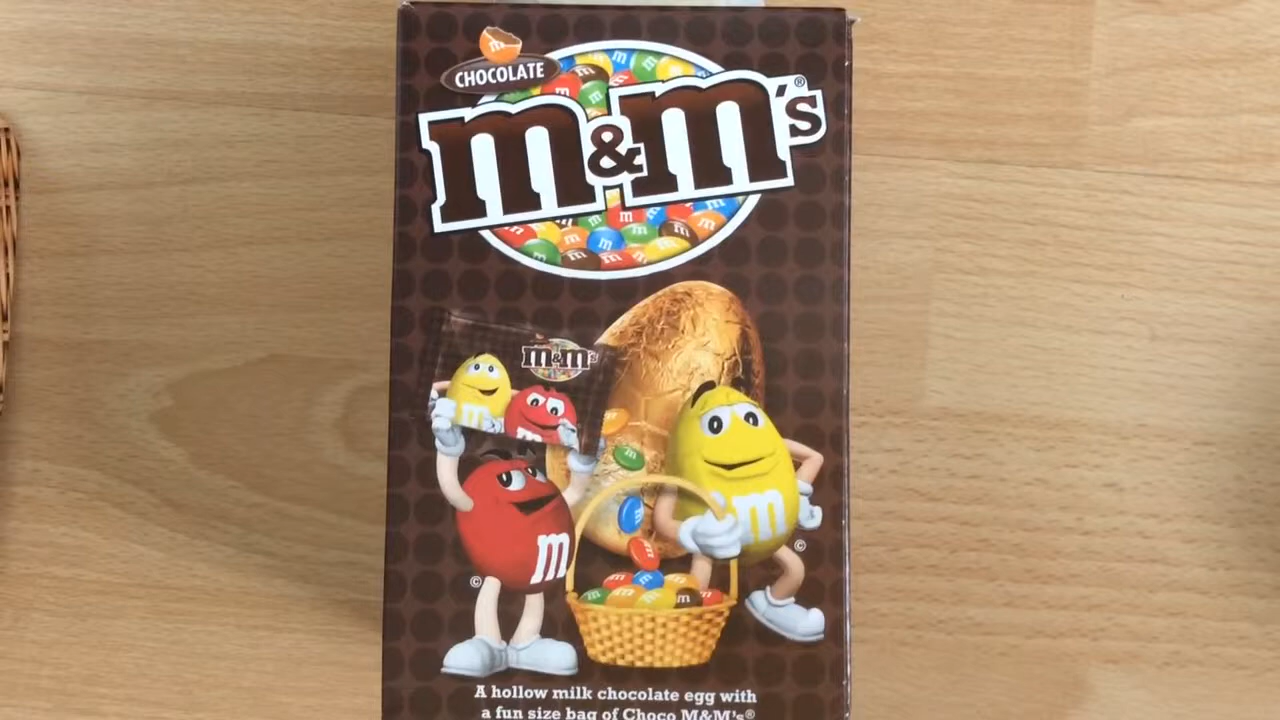 CHOCOLATE
m&m's®
m&m's
m
m
©
©
A hollow milk chocolate egg with
a fun size bag of Choco M&M's®